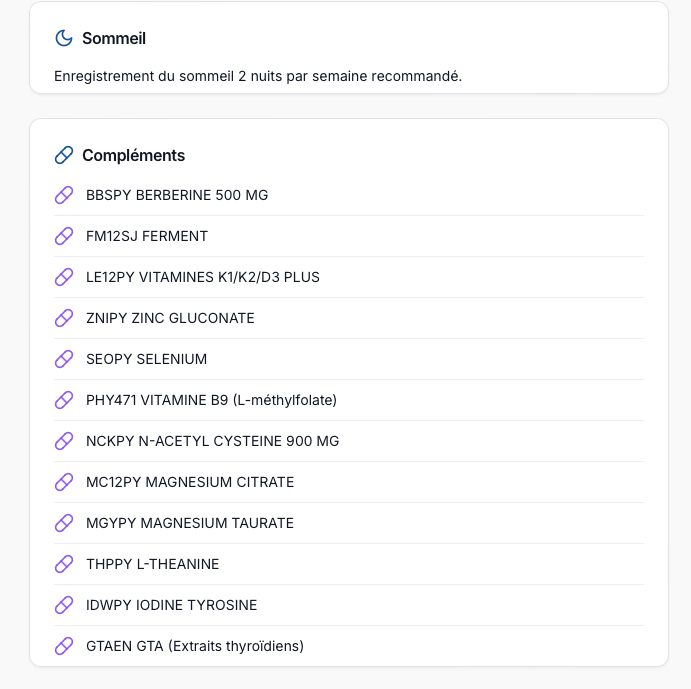 Sommeil
Enregistrement du sommeil 2 nuits par semaine recommandé.
Compléments
BBSPY BERBERINE 500 MG
FM12SJ FERMENT
LE12PY VITAMINES K1/K2/D3 PLUS
ZNIPY ZINC GLUCONATE
SEOPY SELENIUM
PHY471 VITAMINE B9 (L-méthylfolate)
NCKPY N-ACETYL CYSTEINE 900 MG
MC12PY MAGNESIUM CITRATE
MGYPY MAGNESIUM TAURATE
THPPY L-THEANINE
IDWPY IODINE TYROSINE
GTAEN GTA (Extraits thyroïdiens)